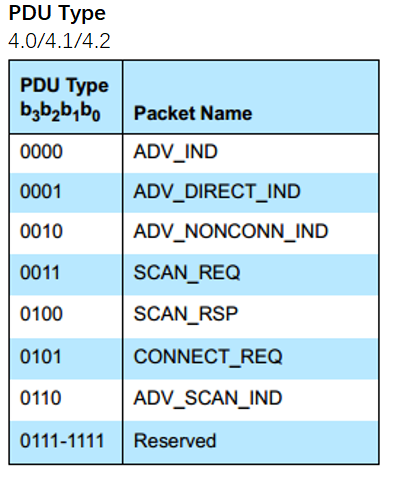 PDU Type
4.0/4.1/4.2
PDU Type
b3b2b1b0 Packet Name
0000 ADV_IND
0001 ADV_DIRECT_IND
0010 ADV_NONCONN_IND
0011 SCAN_REQ
0100 SCAN_RSP
0101 CONNECT_REQ
0110 ADV_SCAN_IND
0111-1111 Reserved